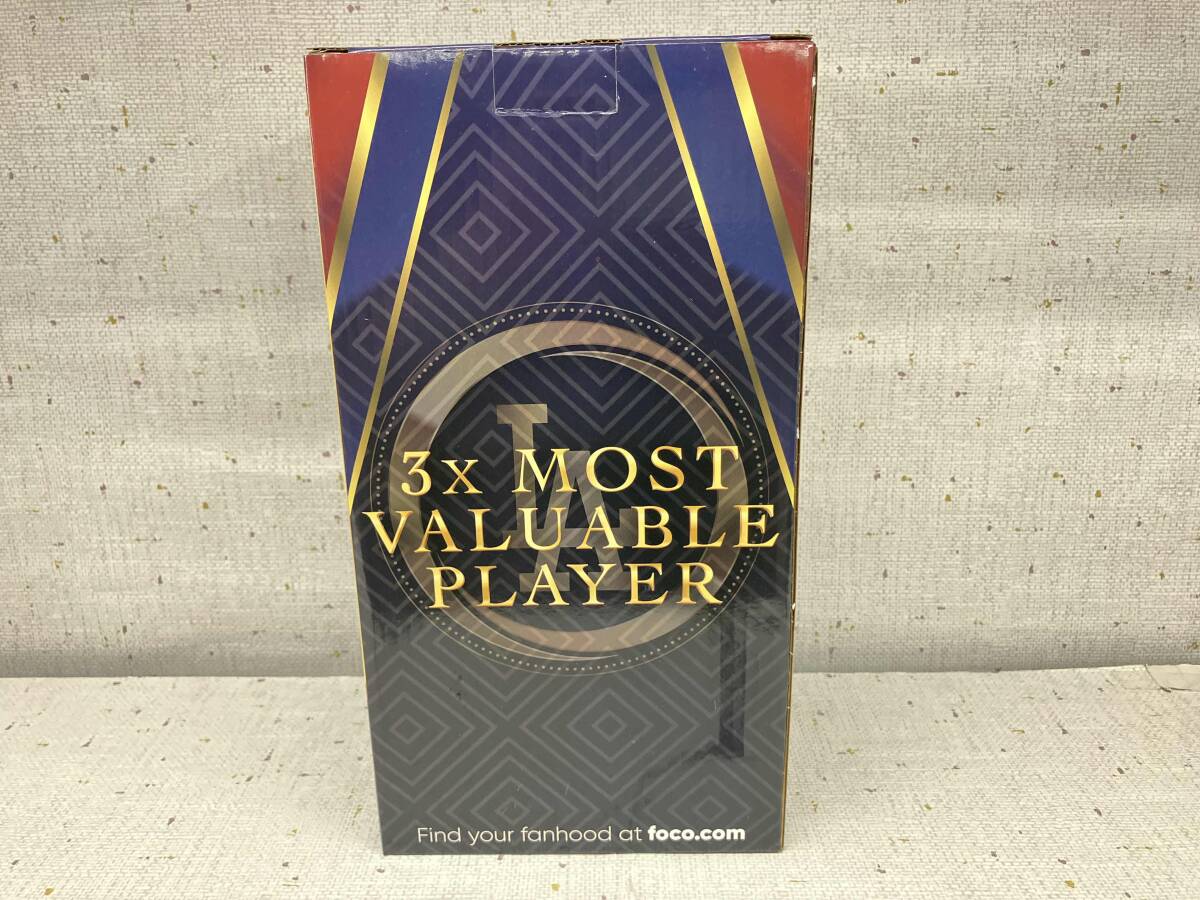 LA
3x MOST
VALUABLE
PLAYER
Find your fanhood at foco.com